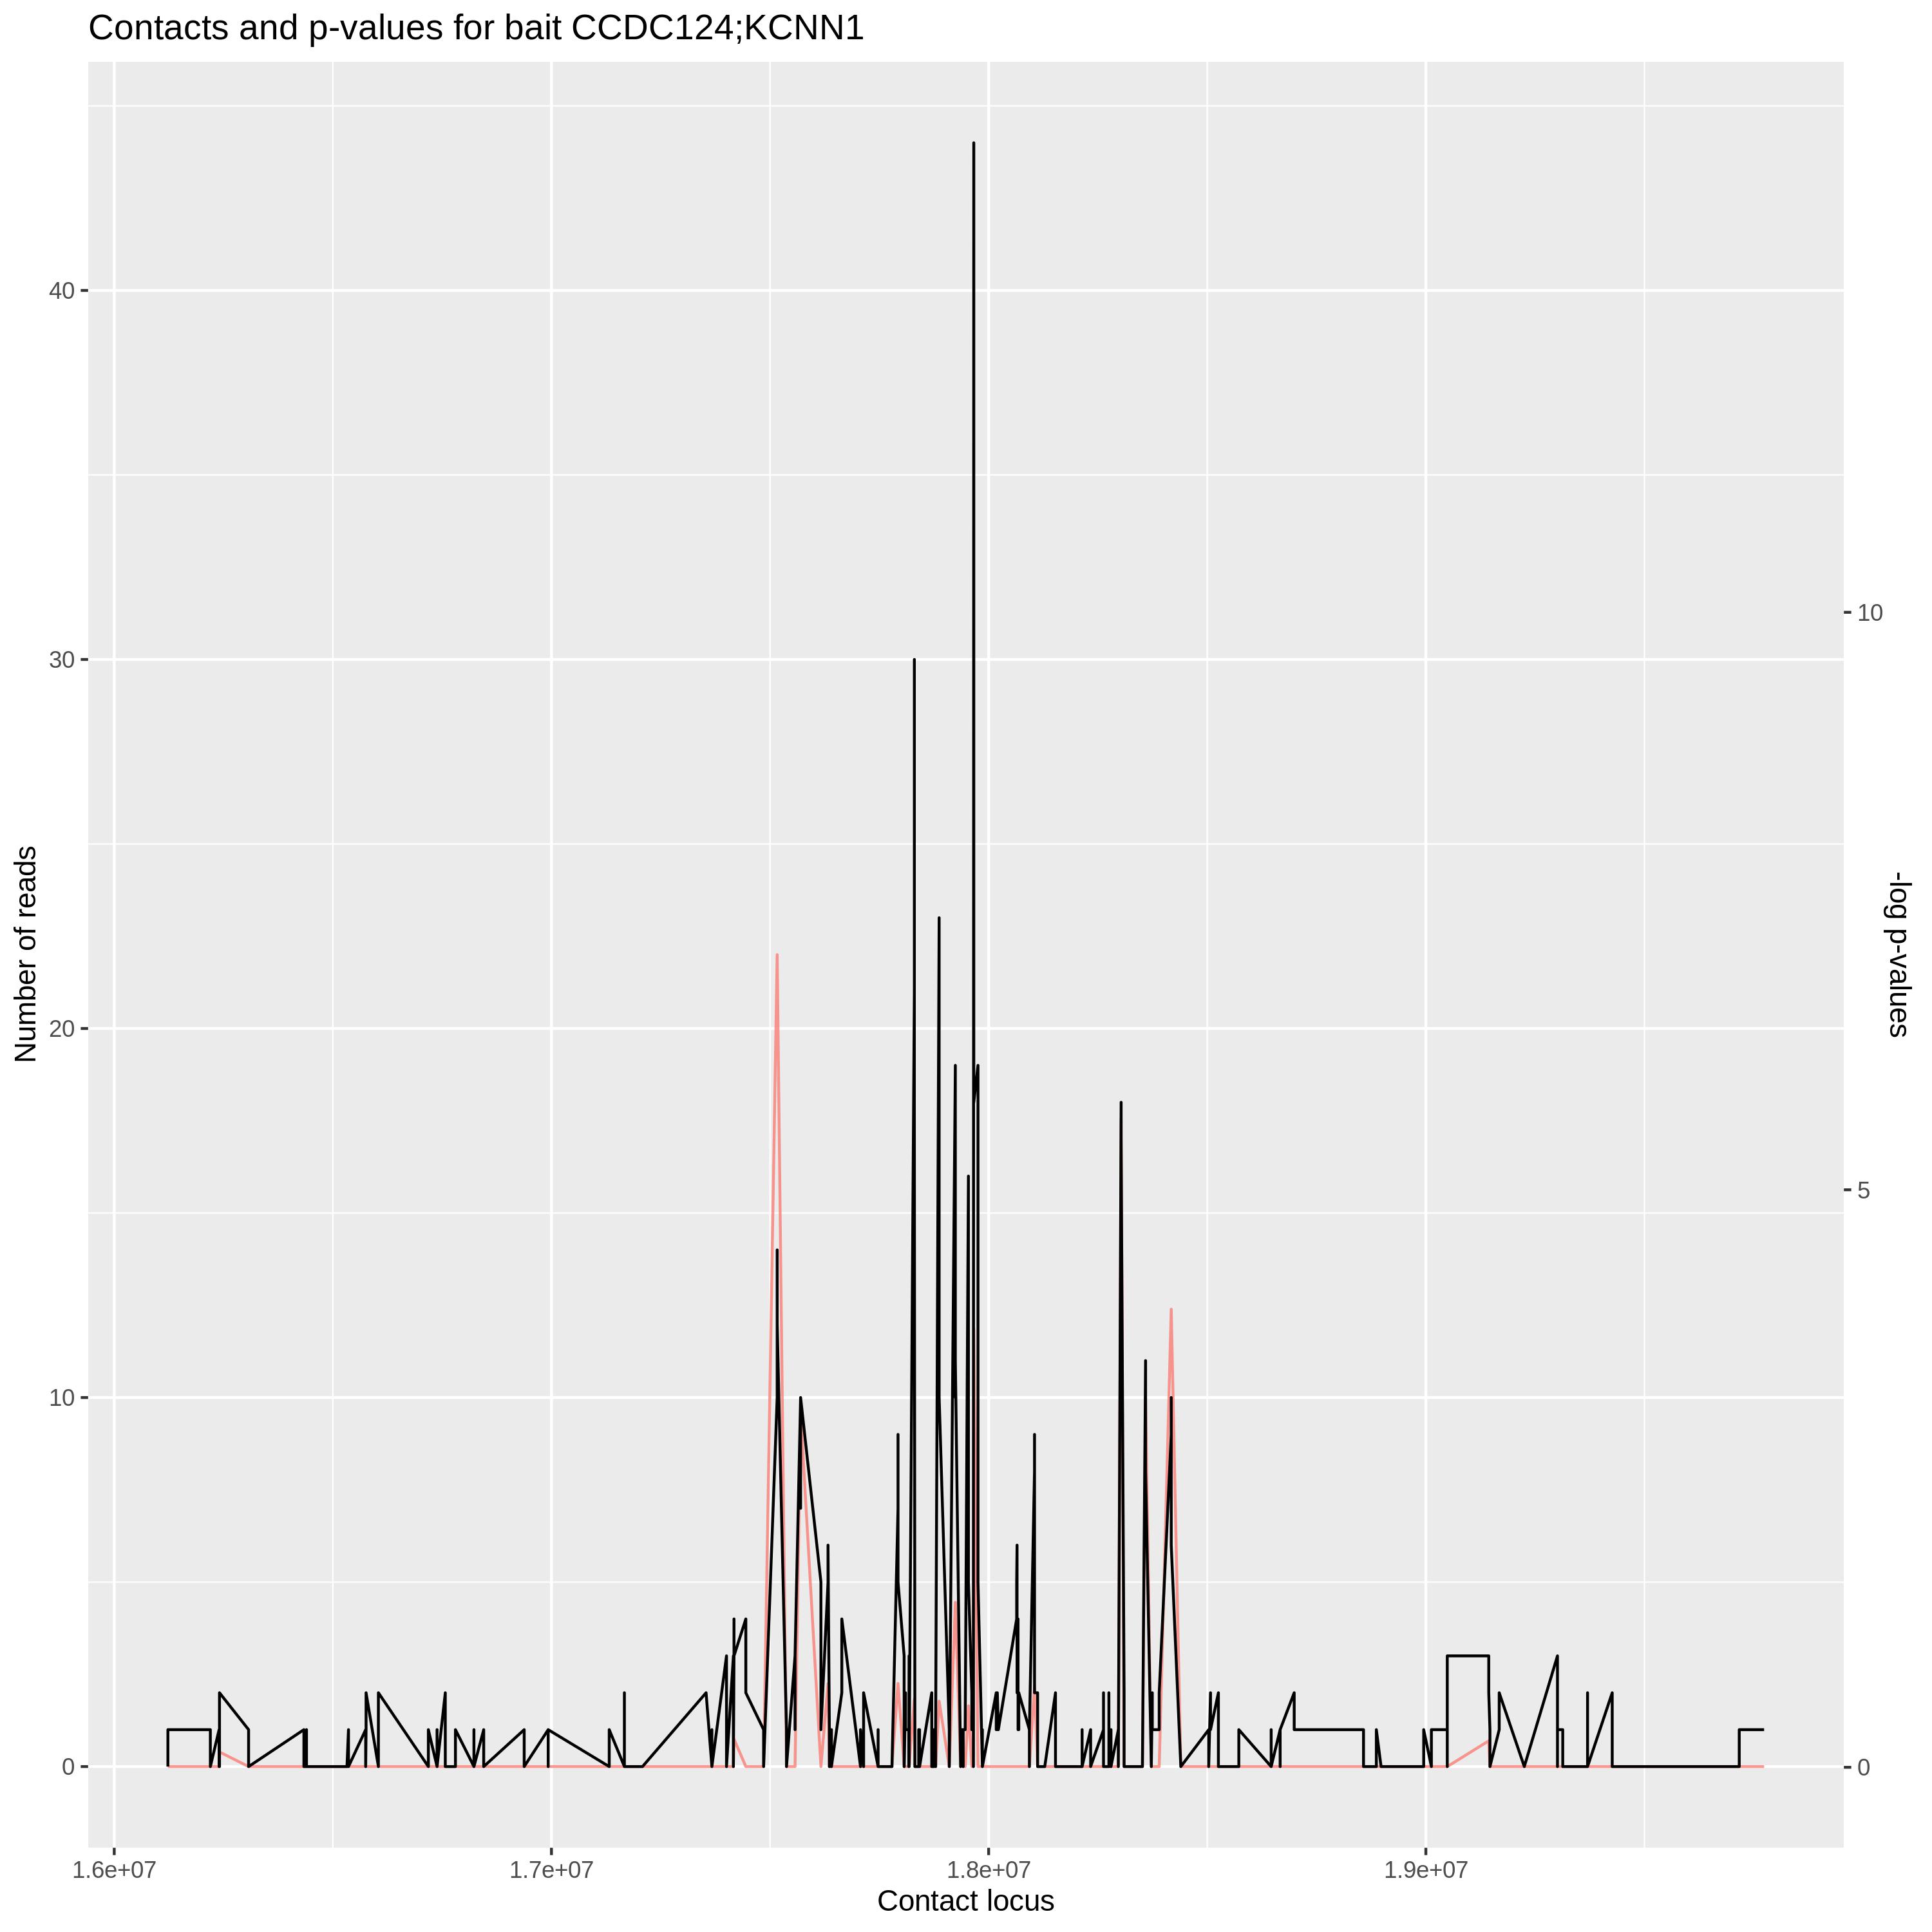 Contacts and p-values for bait CCDC124;KCNN1
Number of reads
40
30
20
10
0
-log p-values
10
5
0
1.6e+07
1.7e+07
1.8e+07
1.9e+07
Contact locus